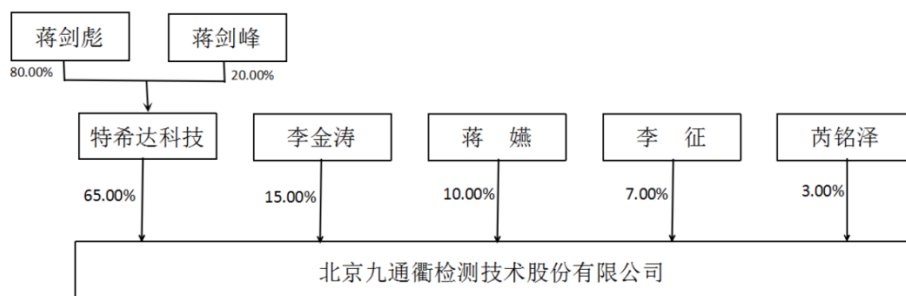 蒋剑彪 蒋剑峰
80.00% 20.00%
特希达科技 李金涛 蒋 嬿 李 征 芮铭泽
65.00% 15.00% 10.00% 7.00% 3.00%
北京九通衢检测技术股份有限公司